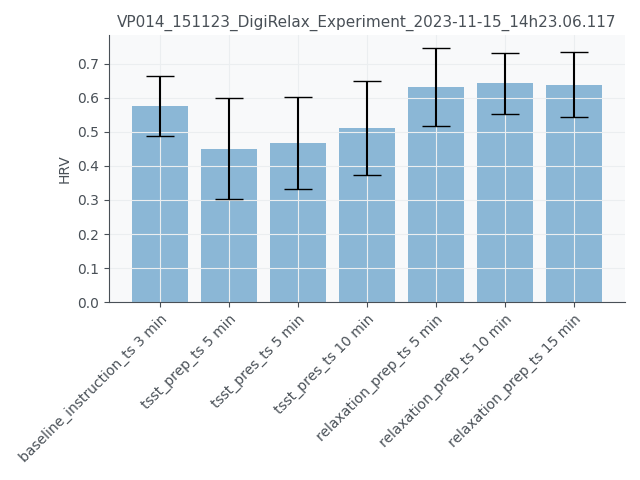 VP014_151123_DigiRelax_Experiment_2023-11-15_14h23.06.117
HRV
0.7
0.6
0.5
0.4
0.3
0.2
0.1
0.0
baseline_instruction_ts 3 min
tsst_prep_ts 5 min
tsst_pres_ts 5 min
tsst_pres_ts 10 min
relaxation_prep_ts 5 min
relaxation_prep_ts 10 min
relaxation_prep_ts 15 min